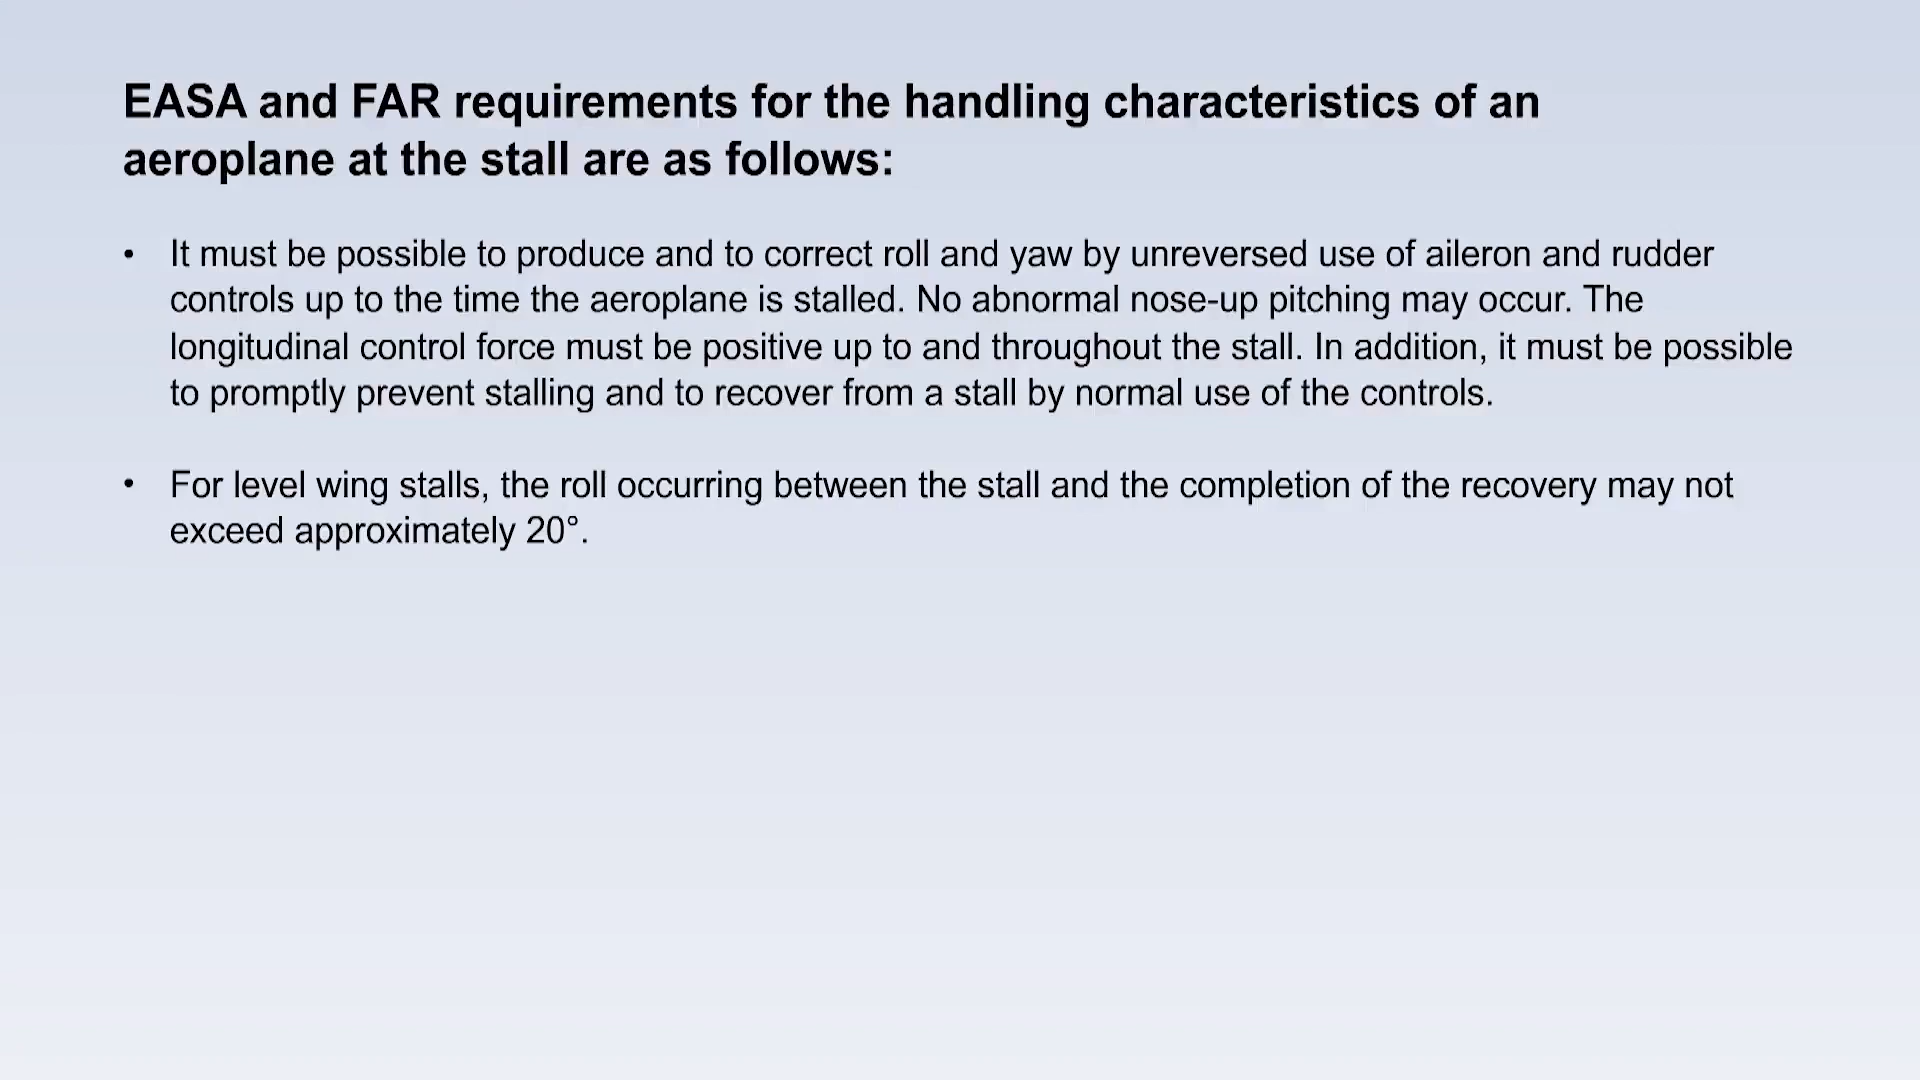 EASA and FAR requirements for the handling characteristics of an
aeroplane at the stall are as follows:
• It must be possible to produce and to correct roll and yaw by unreversed use of aileron and rudder
controls up to the time the aeroplane is stalled. No abnormal nose-up pitching may occur. The
longitudinal control force must be positive up to and throughout the stall. In addition, it must be possible
to promptly prevent stalling and to recover from a stall by normal use of the controls.
• For level wing stalls, the roll occurring between the stall and the completion of the recovery may not
exceed approximately 20°.